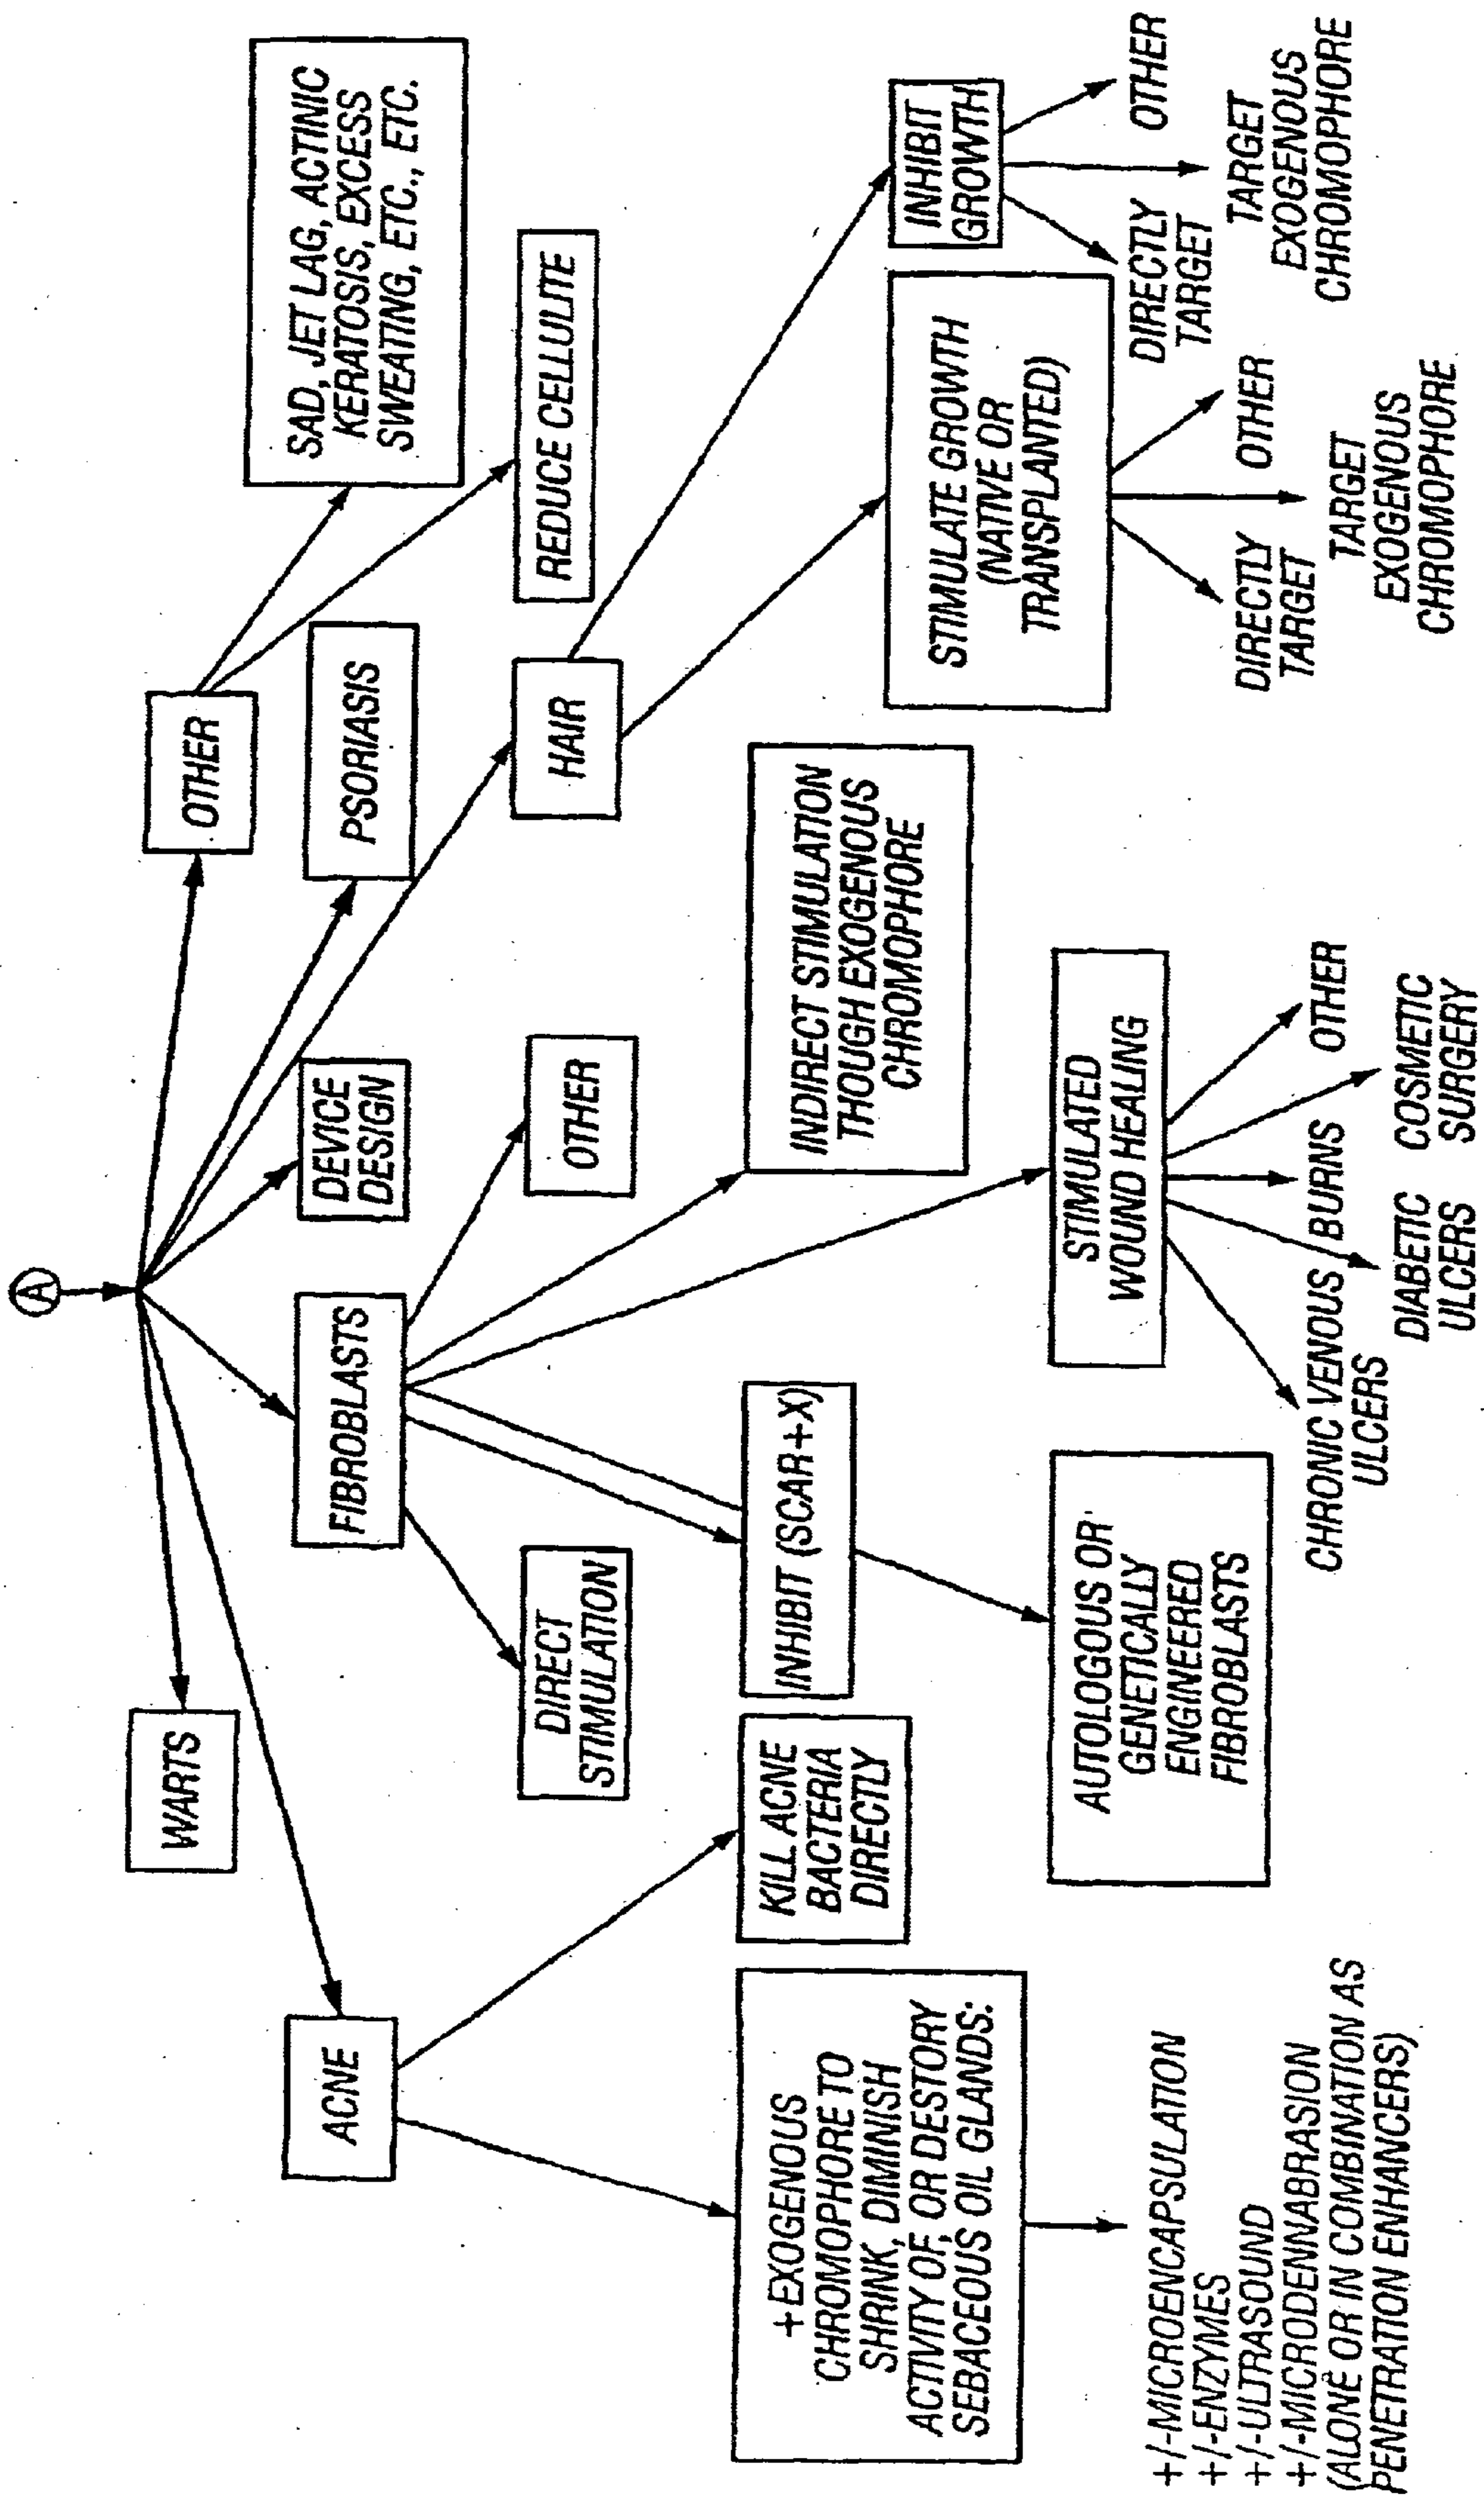 A
WARTS
OTHER
ACNE
FIBROBLASTS
DEVICE
DESIGN
PSORIASIS
SAD, JET LAG, ACTINIC
KERATOSIS, EXCESS
SWEATING, ETC., ETC.
DIRECT
STIMULATION
OTHER
HAIR
REDUCE CELLULITE
+EXOGENOUS
CHROMOPHORE TO
SHRINK, DIMINISH
ACTIVITY OF, OR DESTORY
SEBACEOUS OIL GLANDS:
KILL ACNE
BACTERIA
DIRECTLY
INHIBIT (SCAR+X)
INDIRECT STIMULATION
THOUGH EXOGENOUS
CHROMOPHORE
STIMULATE GROWTH
(NATIVE OR
TRANSPLANTED)
INHIBIT
GROWTH
AUTOLOGOUS OR
GENETICALLY
ENGINEERED
FIBROBLASTS
STIMULATED
WOUND HEALING
DIRECTLY
TARGET
OTHER
TARGET
EXOGENOUS
CHROMOPHORE
DIRECTLY
TARGET
OTHER
TARGET
EXOGENOUS
CHROMOPHORE
+/-MICROENCAPSULATION
+/-ENZYMES
+/-ULTRASOUND
+/-MICRODENNABRASION
(ALONE OR IN COMBINATION AS
PENETRATION ENHANCERS)
CHRONIC VENOUS
ULCERS
BURNS
OTHER
DIABETIC
ULCERS
COSMETIC
SURGERY